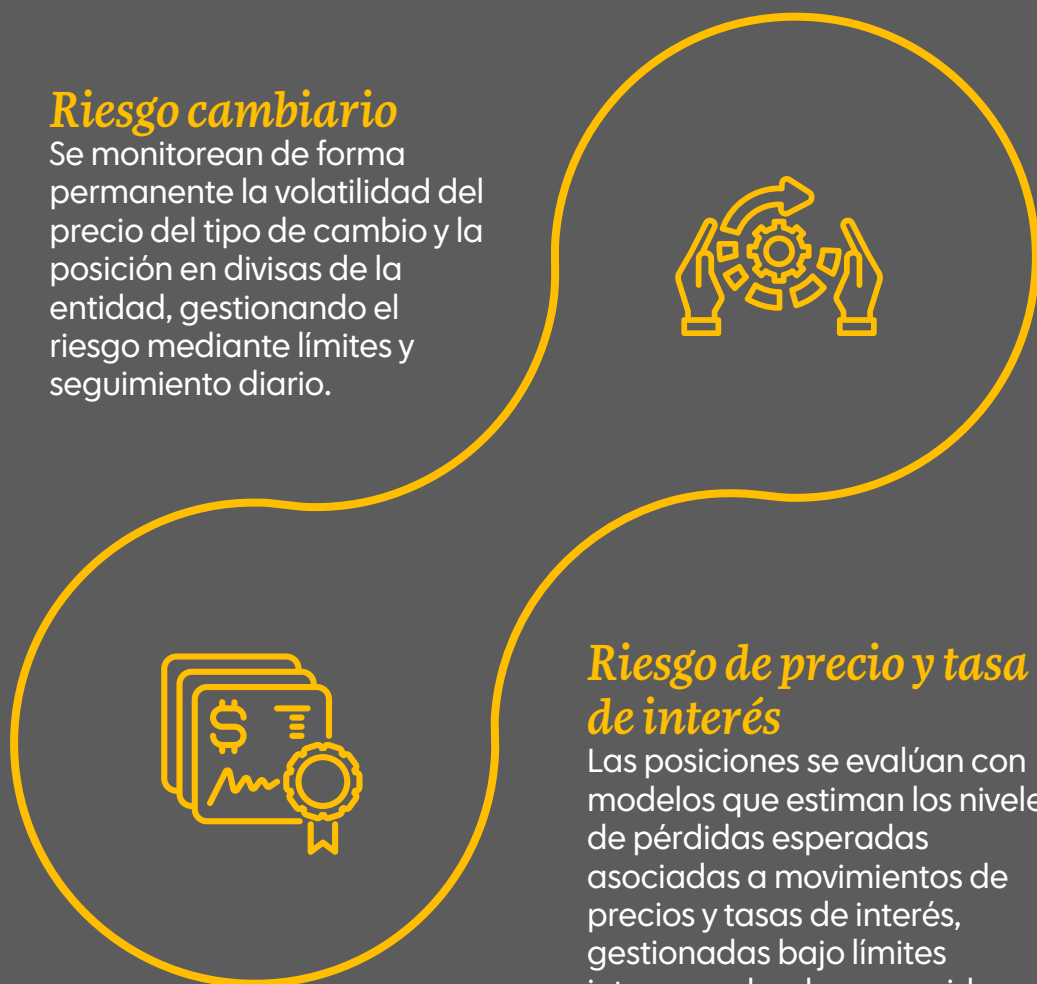 Riesgo cambiario
Se monitorean de forma
permanente la volatilidad del
precio del tipo de cambio y la
posición en divisas de la
entidad, gestionando el
riesgo mediante límites y
seguimiento diario.
$
Riesgo de precio y tasa
de interés
Las posiciones se evalúan con
modelos que estiman los
de pérdidas esperadas
asociadas a movimientos de
precios y tasas de interés,
gestionadas bajo límites